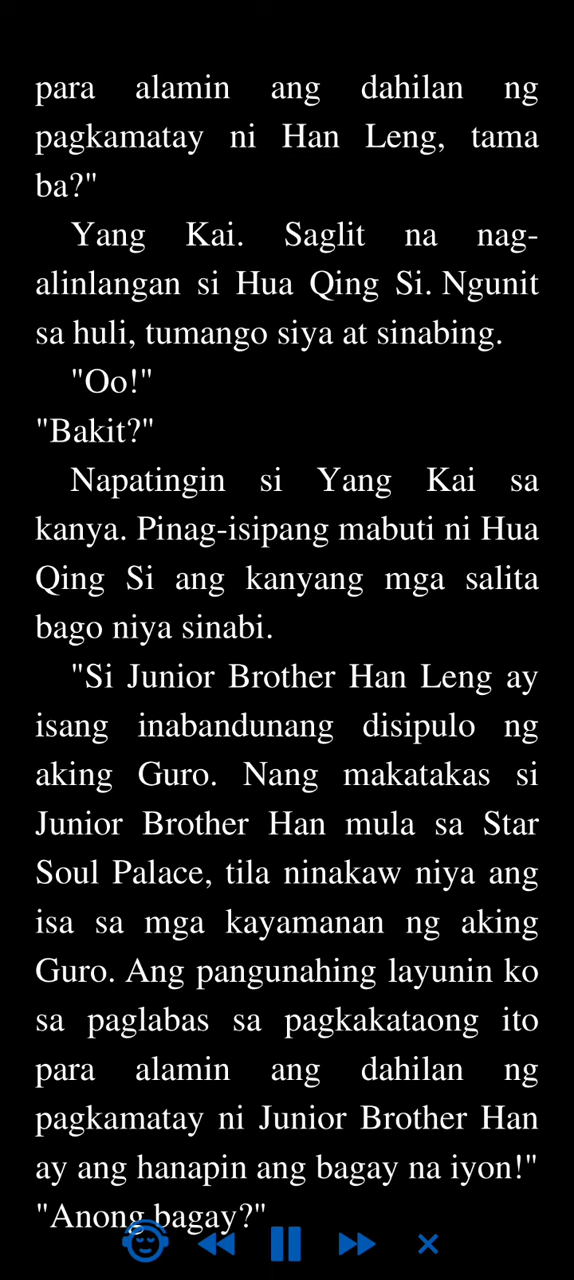 para alamin ang dahilan ng
pagkamatay ni Han Leng, tama
ba?"
Yang Kai. Saglit na nag-
alinlangan si Hua Qing Si. Ngunit
sa huli, tumango siya at sinabing.
"Oo!"
"Bakit?"
Napatingin si Yang Kai sa
kanya. Pinag-isipang mabuti ni Hua
Qing Si ang kanyang mga salita
bago niya sinabi.
"Si Junior Brother Han Leng ay
isang inabandunang disipulo ng
aking Guro. Nang makatakas si
Junior Brother Han mula sa Star
Soul Palace, tila ninakaw niya ang
isa sa mga kayamanan ng aking
Guro. Ang pangunahing layunin ko
sa paglabas sa pagkakataong ito
para alamin ang dahilan ng
pagkamatay ni Junior Brother Han
ay ang hanapin ang bagay na iyon!"
"Anong bagay?"